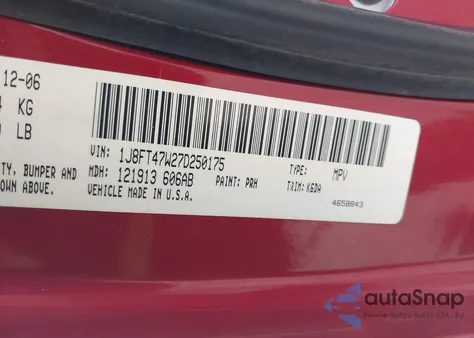 12-06
KG
LB
VIN: 1J8FT47W27D250175
TYPE: MPV
MDH: 121913 606AB
PAINT: PRH
TRIM: K6DA
TY, BUMPER AND
OWN ABOVE.
VEHICLE MADE IN U.S.A.
4658843
autoSnap